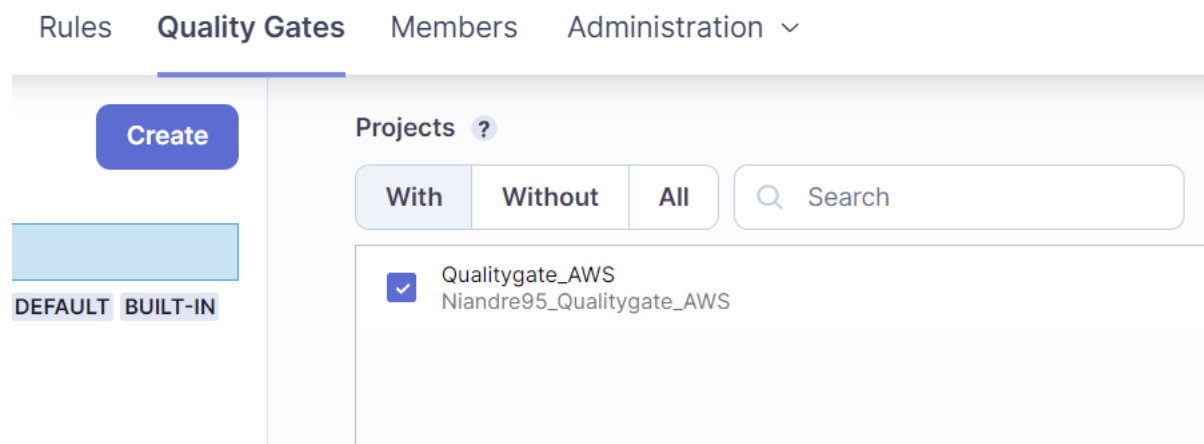 Rules Quality Gates Members Administration
Create
DEFAULT BUILT-IN
Projects ?
With Without All Search
Qualitygate_AWS
Niandre95_Qualitygate_AWS